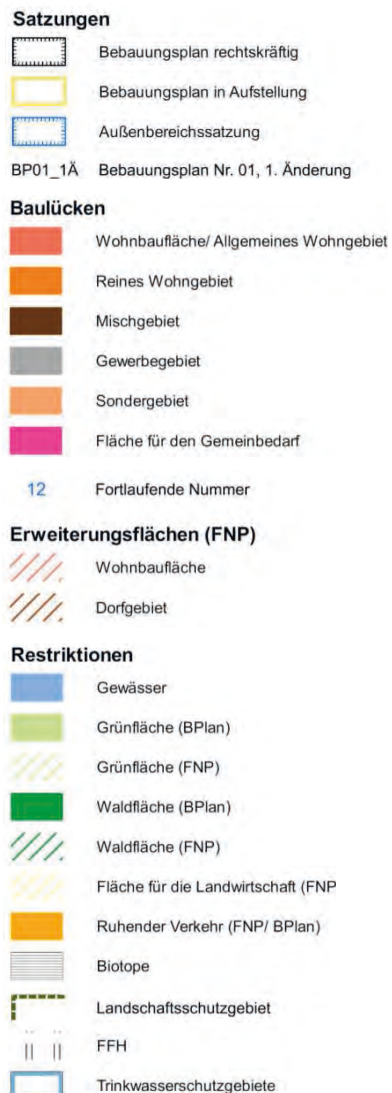 Satzungen
Bebauungsplan rechtskräftig
Bebauungsplan in Aufstellung
Außenbereichssatzung
BP01_1Ä Bebauungsplan Nr. 01, 1. Änderung
Baulücken
Wohnbaufläche/ Allgemeines Wohngebiet
Reines Wohngebiet
Mischgebiet
Gewerbegebiet
Sondergebiet
Fläche für den Gemeinbedarf
12 Fortlaufende Nummer
Erweiterungsflächen (FNP)
Wohnbaufläche
Dorfgebiet
Restriktionen
Gewässer
Grünfläche (BPlan)
Grünfläche (FNP)
Waldfläche (BPlan)
Waldfläche (FNP)
Fläche für die Landwirtschaft (FNP
Ruhender Verkehr (FNP/ BPlan)
Biotope
Landschaftsschutzgebiet
FFH
Trinkwasserschutzgebiete